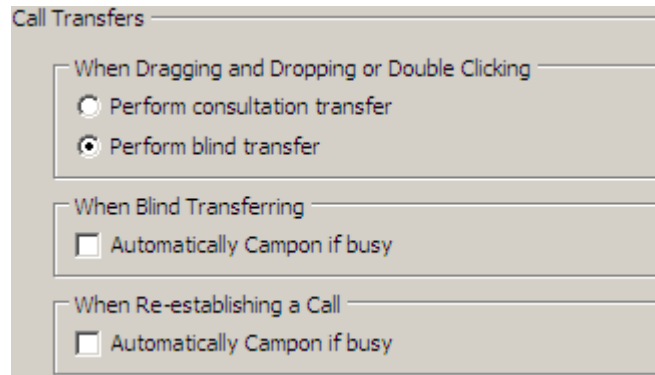 Call Transfers
When Dragging and Dropping or Double Clicking
Perform consultation transfer
Perform blind transfer
When Blind Transferring
Automatically Campon if busy
When Re-establishing a Call
Automatically Campon if busy